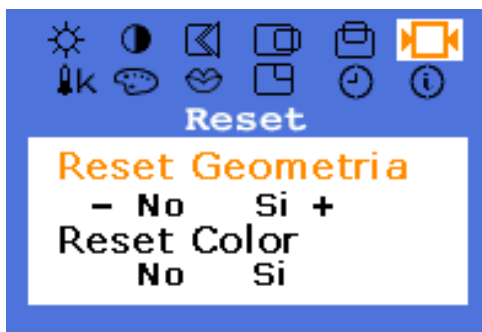 K
Reset
Reset Geometria
- No Si +
Reset Color
No Si